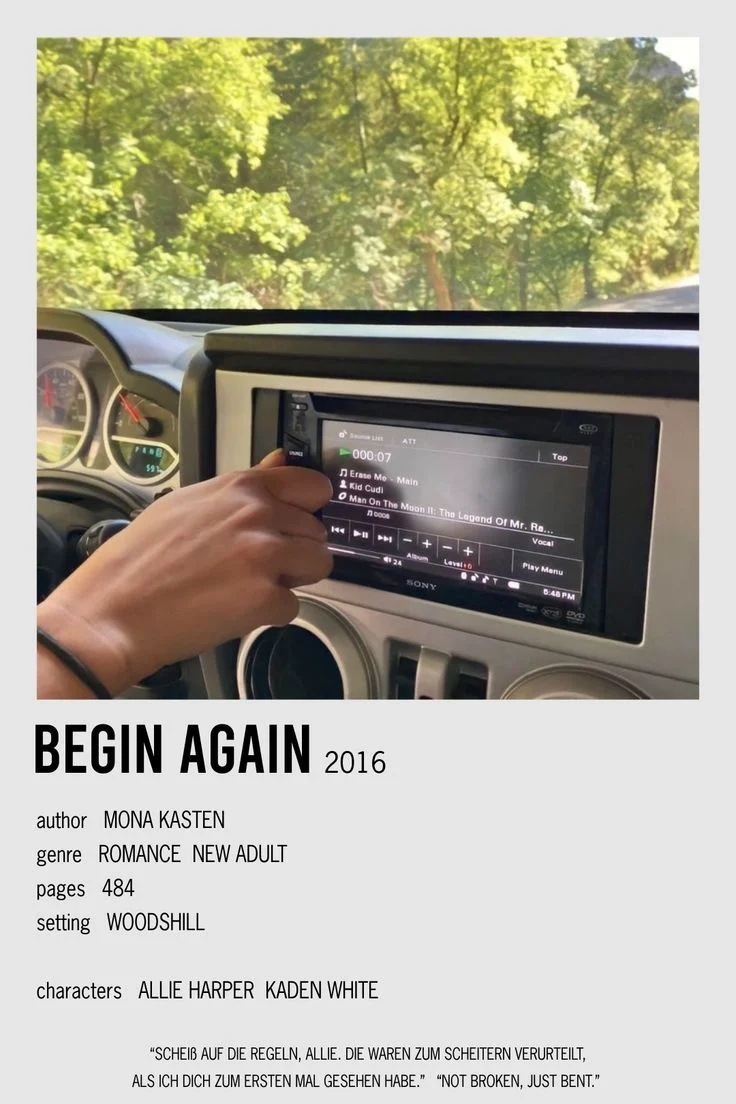 Source List ATT
000:07 Top
Erase Me - Main
Kid Cudi
Man On The Moon II: The Legend Of Mr. Ra...
Vocal
Album Level Play Menu
24
5:48 PM
SONY
BEGIN AGAIN 2016
author MONA KASTEN
genre ROMANCE NEW ADULT
pages 484
setting WOODSHILL
characters ALLIE HARPER KADEN WHITE
“SCHEIß AUF DIE REGELN, ALLIE. DIE WAREN ZUM SCHEITERN VERURTEILT,
ALS ICH DICH ZUM ERSTEN MAL GESEHEN HABE.” “NOT BROKEN, JUST BENT.”